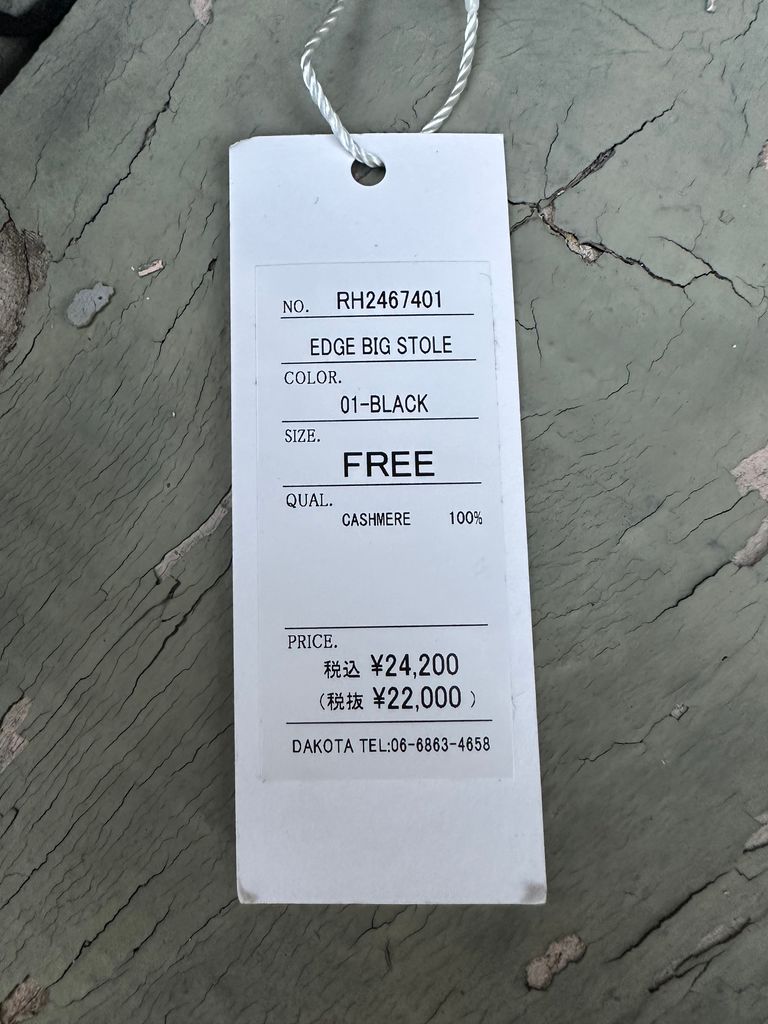 NO. RH2467401
EDGE BIG STOLE
COLOR.
01-BLACK
SIZE.
FREE
QUAL.
CASHMERE 100%
PRICE.
税込 ¥24,200
(税抜 ¥22,000 )
DAKOTA TEL:06-6863-4658